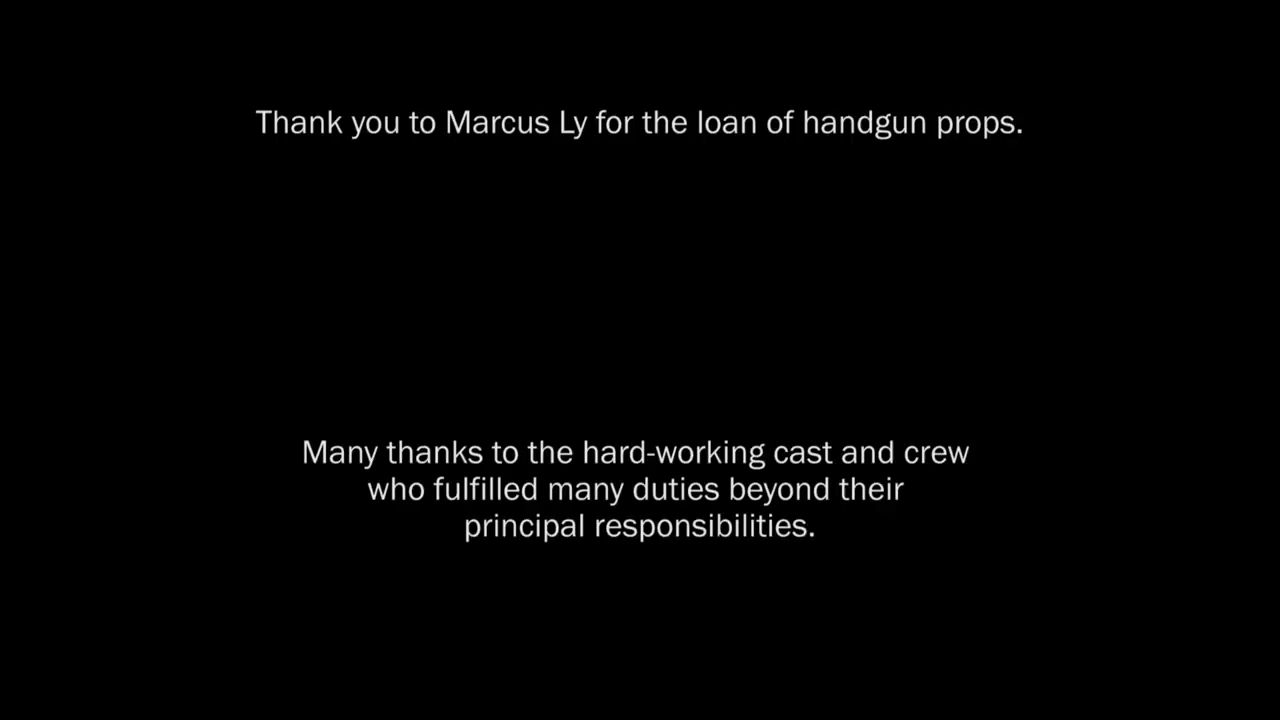 Thank you to Marcus Ly for the loan of handgun props.
Many thanks to the hard-working cast and crew
who fulfilled many duties beyond their
principal responsibilities.